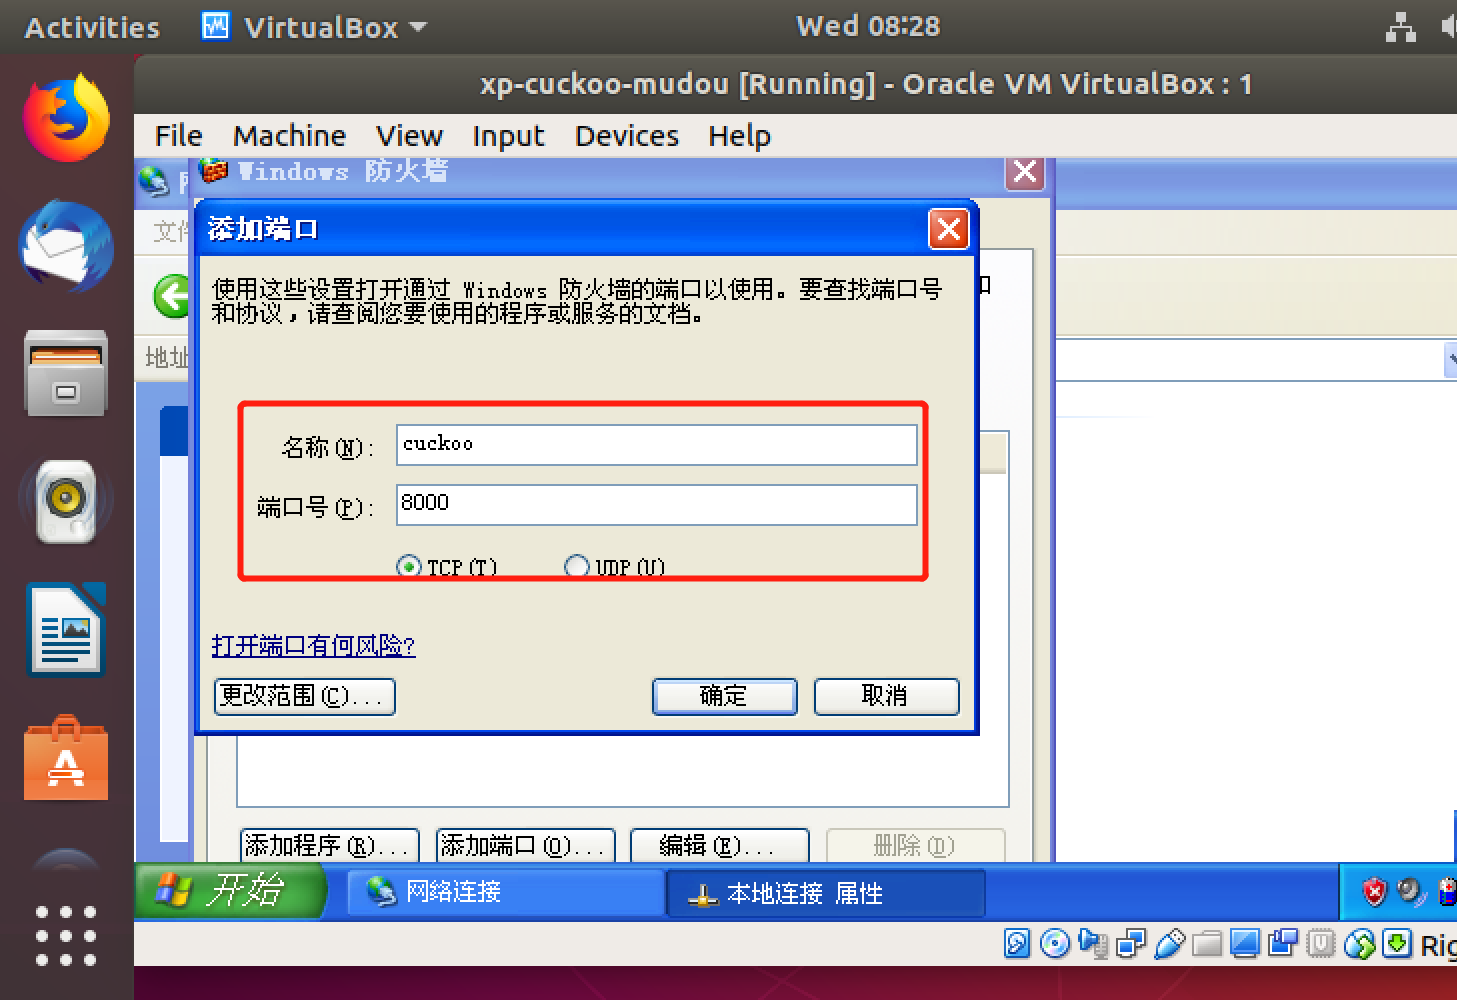 Activities
VirtualBox
Wed 08:28
xp-cuckoo-mudou [Running] - Oracle VM VirtualBox : 1
File Machine View Input Devices Help
Windows 防火墙
文件
添加端口
使用这些设置打开通过 Windows 防火墙的端口以使用。要查找端口号
和协议，请查阅您要使用的程序或服务的文档。
地址
名称(N): cuckoo
端口号(P): 8000
TCP(T) UDP(U)
打开端口有何风险?
更改范围(C)... 确定 取消
添加程序(R)... 添加端口(O)... 编辑(E)... 删除(D)
开始 网络连接 本地连接 属性
Rig